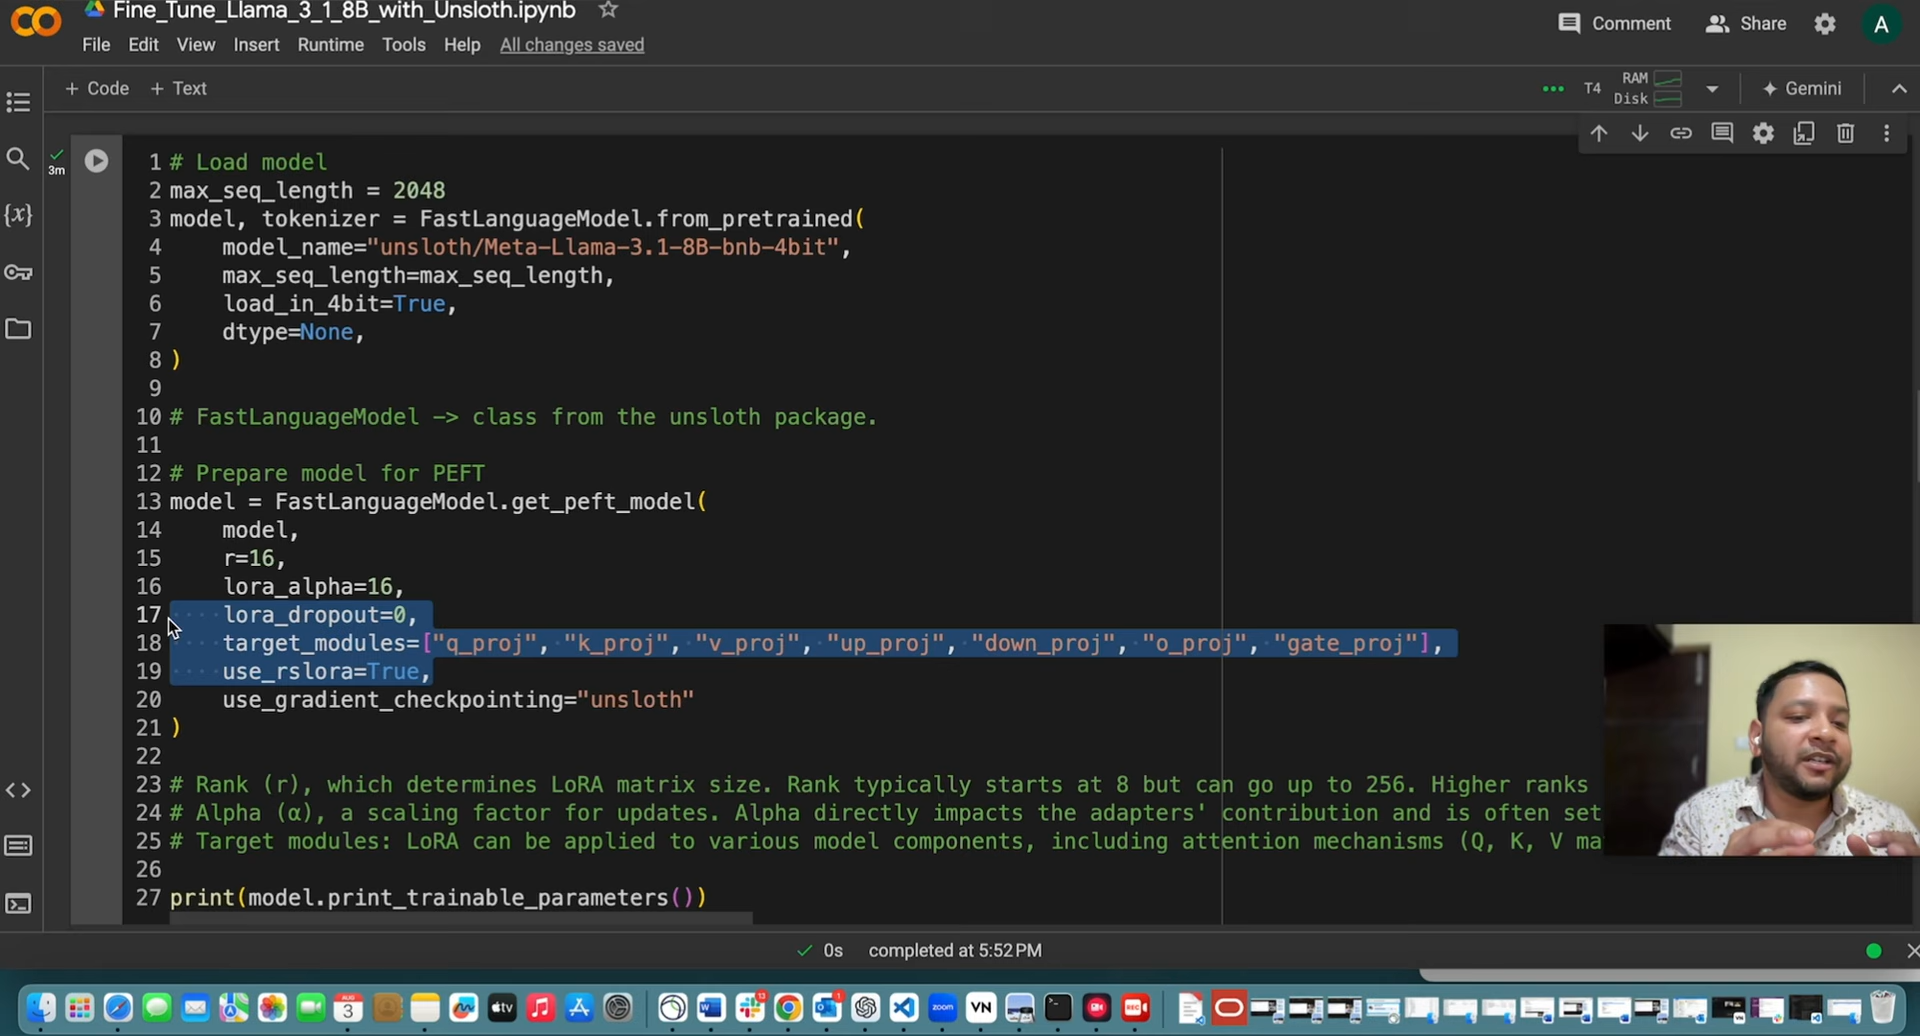 Fine_Tune_Llama_3_1_8B_with_Unsloth.ipynb
Comment
Share
A
File Edit View Insert Runtime Tools Help All changes saved
+ Code + Text
T4
RAM
Disk
Gemini
3m
1 # Load model
2 max_seq_length = 2048
3 model, tokenizer = FastLanguageModel.from_pretrained(
4 model_name="unsloth/Meta-Llama-3.1-8B-bnb-4bit",
5 max_seq_length=max_seq_length,
6 load_in_4bit=True,
7 dtype=None,
8 )
9
10 # FastLanguageModel -> class from the unsloth package.
11
12 # Prepare model for PEFT
13 model = FastLanguageModel.get_peft_model(
14 model,
15 r=16,
16 lora_alpha=16,
17 lora_dropout=0,
18 target_modules=["q_proj", "k_proj", "v_proj", "up_proj", "down_proj", "o_proj", "gate_proj"],
19 use_rslora=True,
20 use_gradient_checkpointing="unsloth"
21 )
22
23 # Rank (r), which determines LoRA matrix size. Rank typically starts at 8 but can go up to 256. Higher ranks
24 # Alpha (α), a scaling factor for updates. Alpha directly impacts the adapters' contribution and is often set
25 # Target modules: LoRA can be applied to various model components, including attention mechanisms (Q, K, V ma
26
27 print(model.print_trainable_parameters())
0s completed at 5:52 PM
AUG
3
tv
13
1
zoom
VN
REC